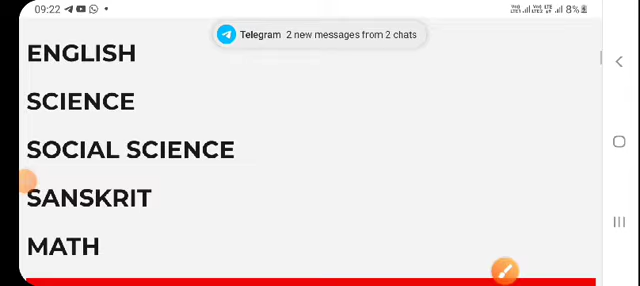 09:22
8%
Telegram 2 new messages from 2 chats
ENGLISH
SCIENCE
SOCIAL SCIENCE
SANSKRIT
MATH